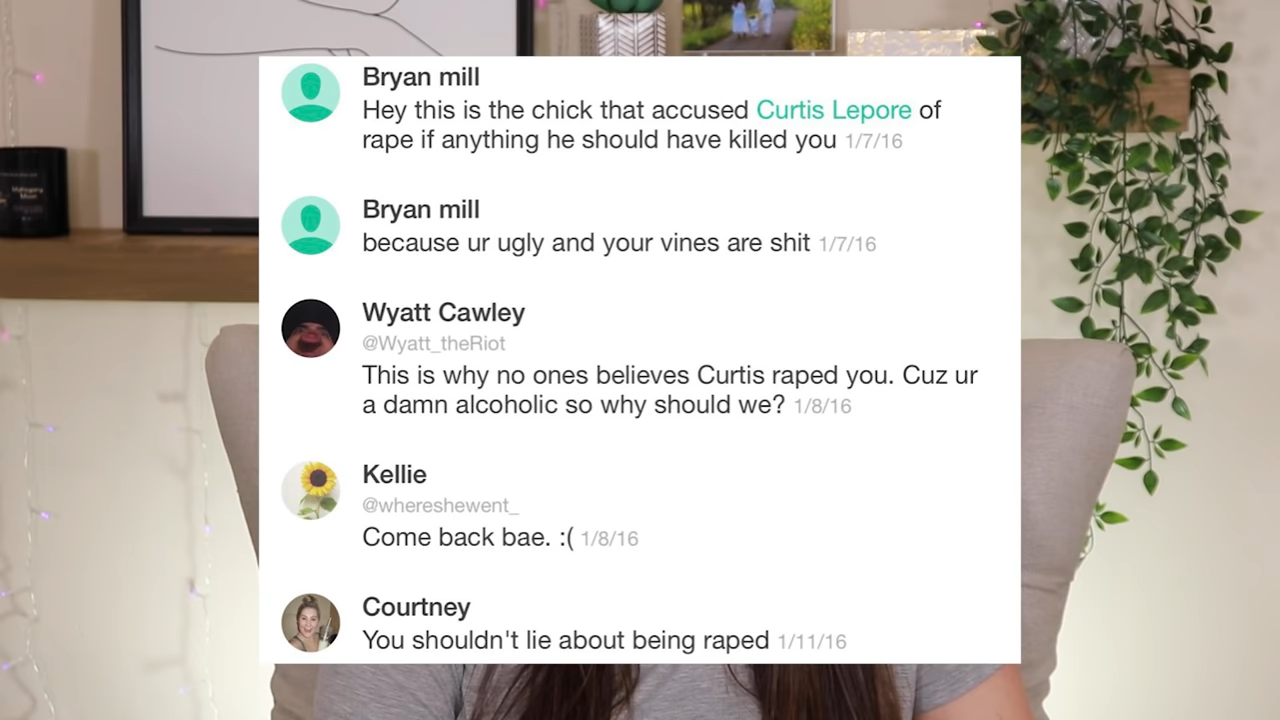 Bryan mill
Hey this is the chick that accused Curtis Lepore of
rape if anything he should have killed you 1/7/16
Bryan mill
because ur ugly and your vines are shit 1/7/16
Wyatt Cawley
@Wyatt_theRiot
This is why no ones believes Curtis raped you. Cuz ur
a damn alcoholic so why should we? 1/8/16
Kellie
@whereshewent_
Come back bae. :( 1/8/16
Courtney
You shouldn't lie about being raped 1/11/16